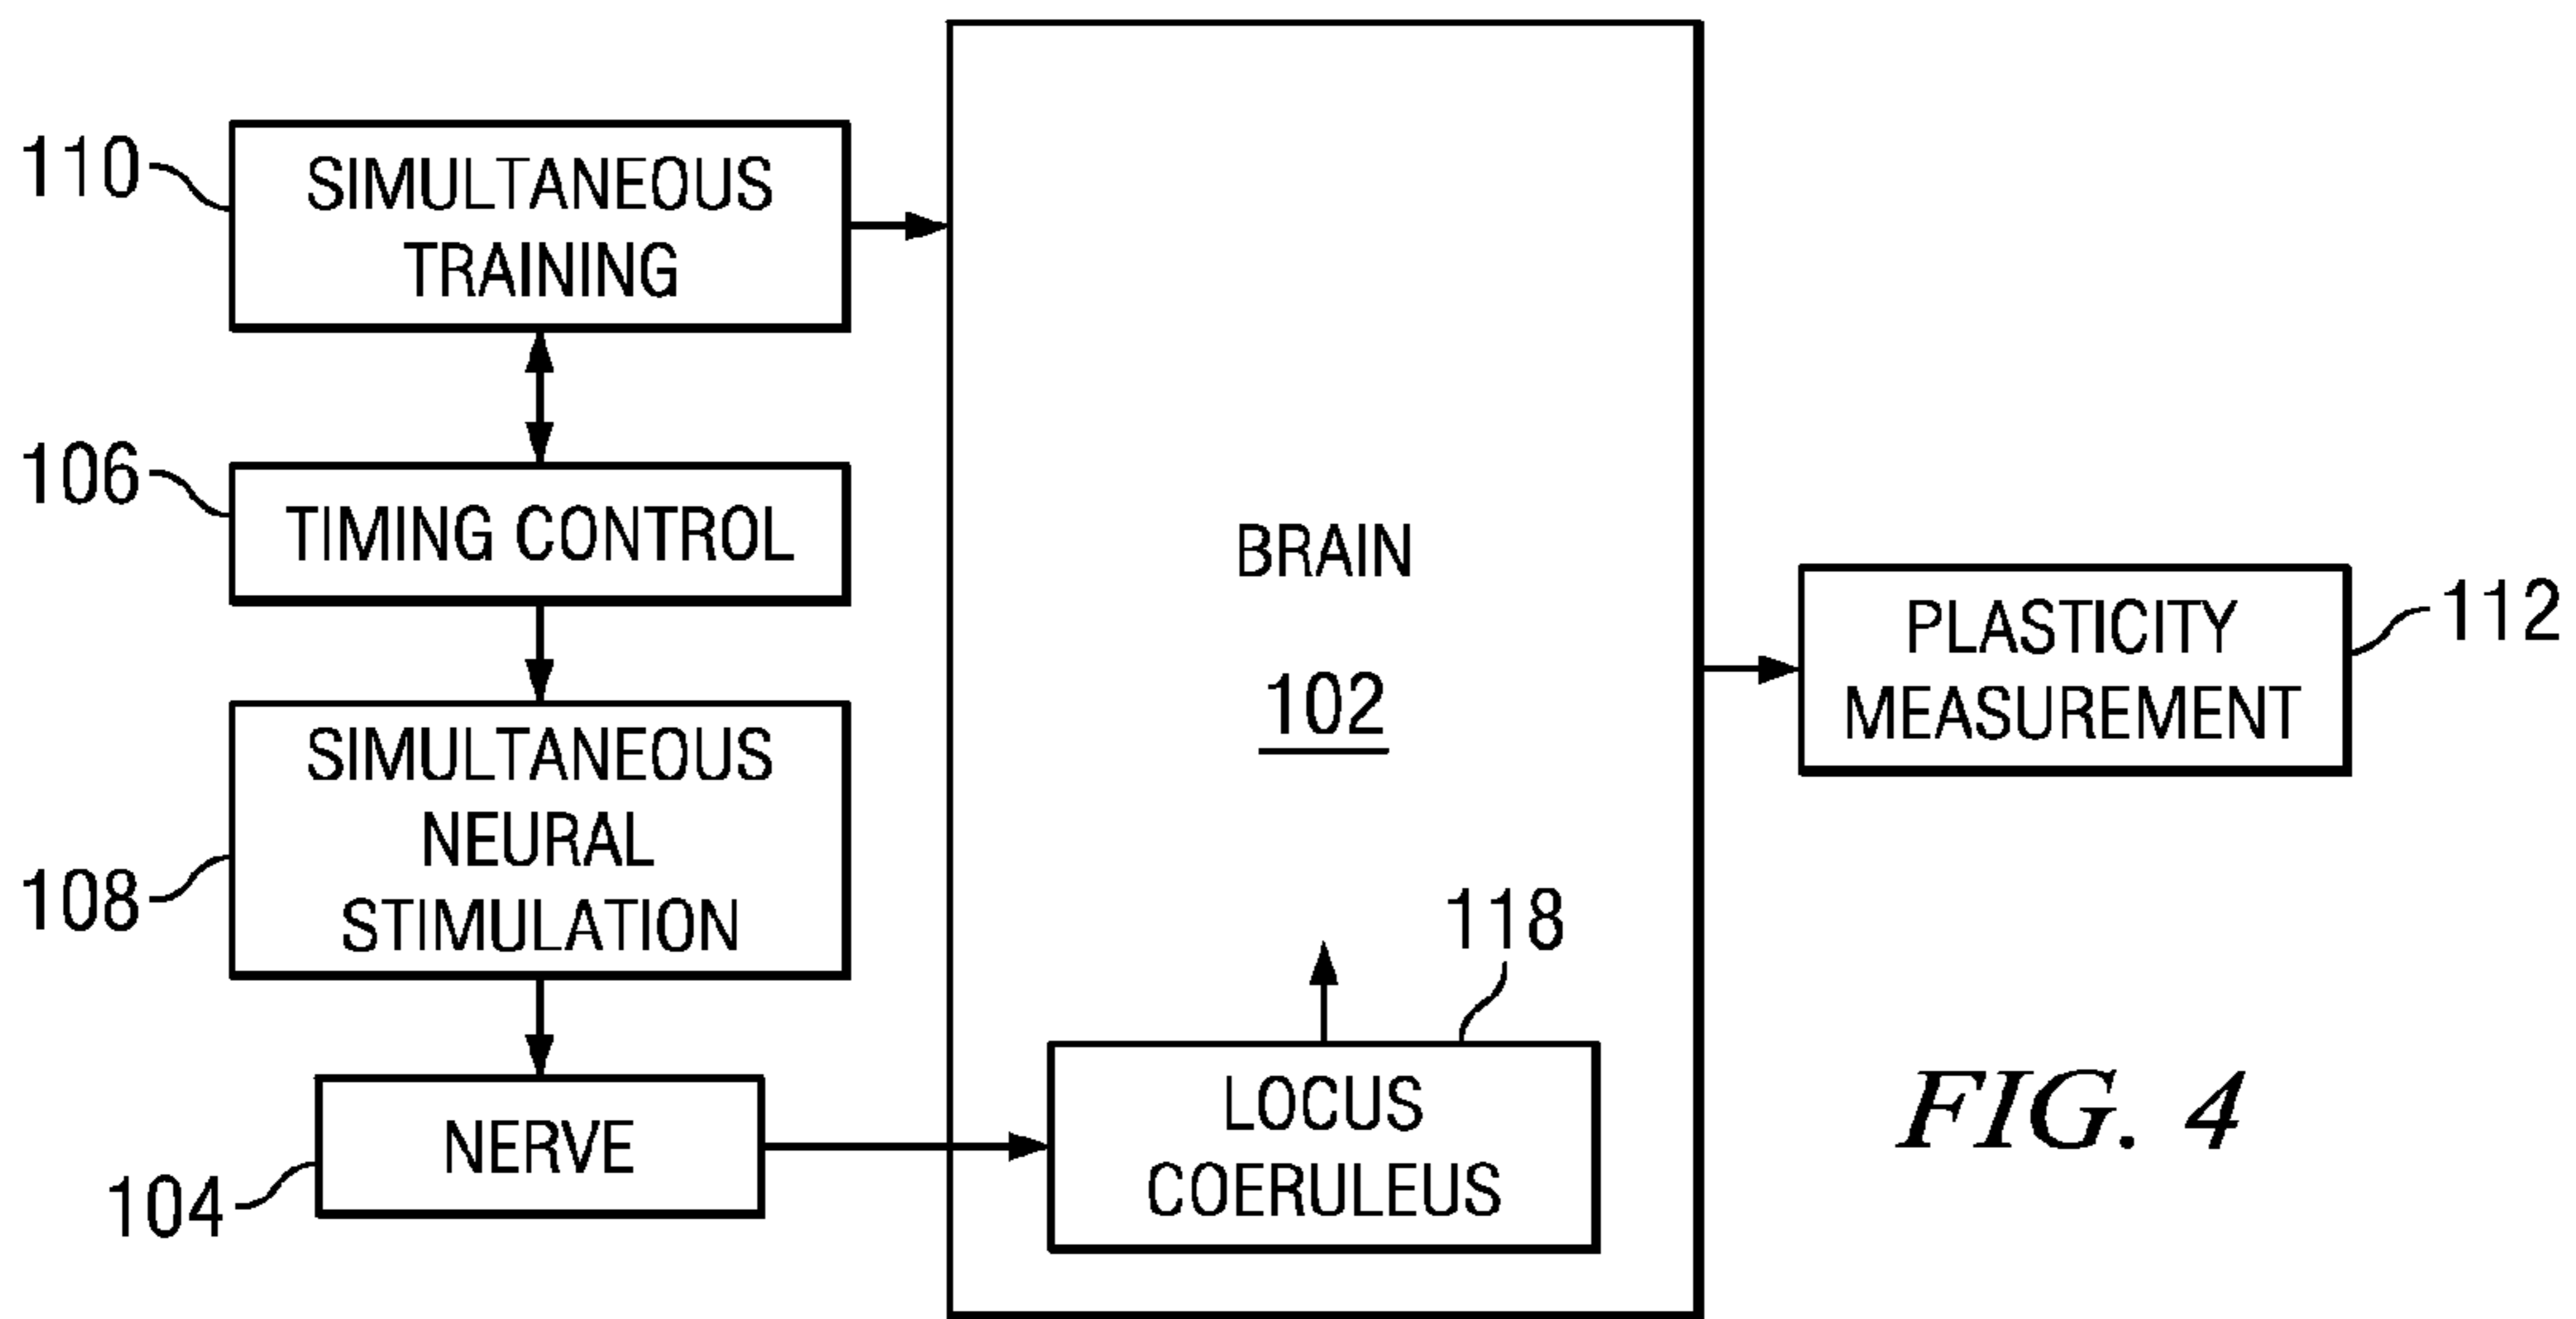 110
SIMULTANEOUS
TRAINING
106
TIMING CONTROL
108
SIMULTANEOUS
NEURAL
STIMULATION
104
NERVE
BRAIN
102
118
LOCUS
COERULEUS
PLASTICITY
MEASUREMENT
112
FIG. 4